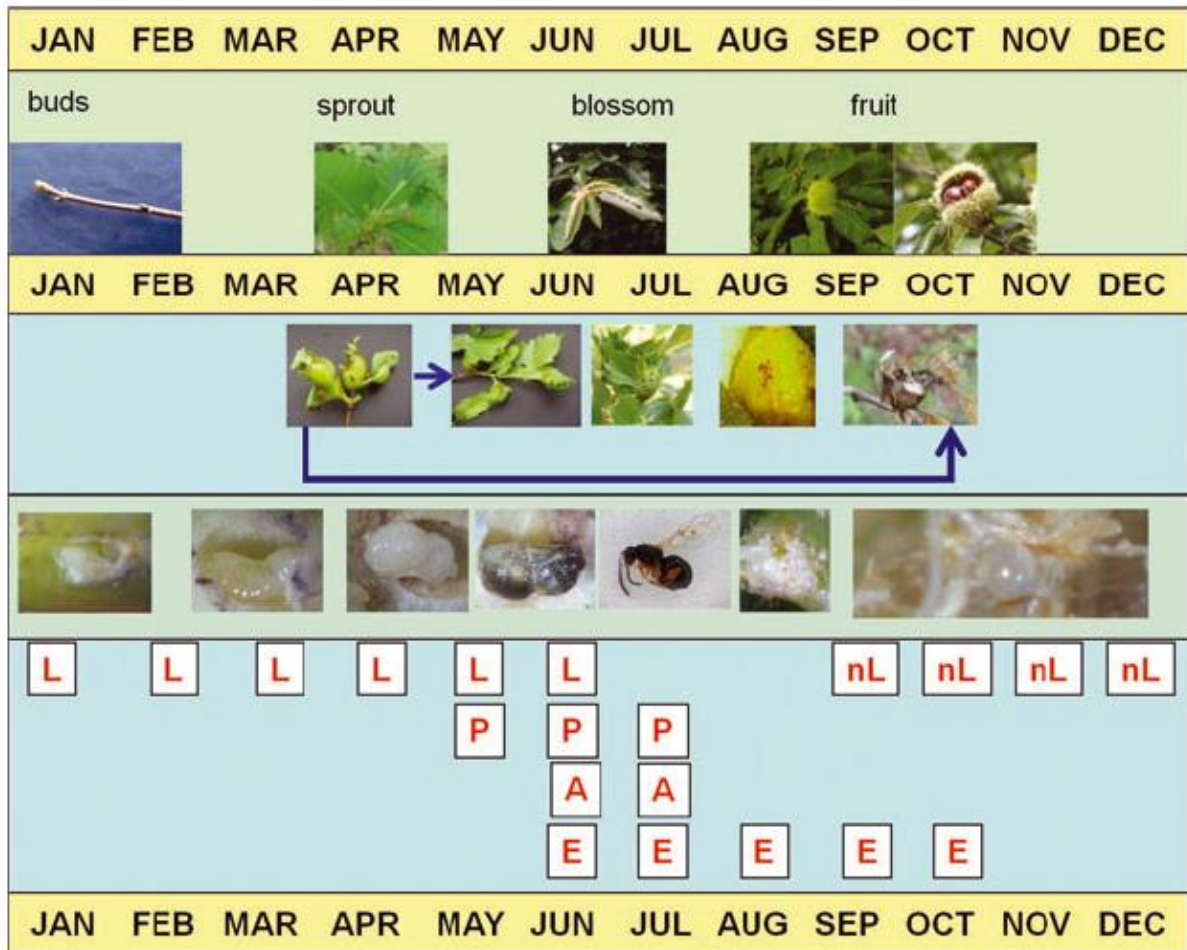 JAN FEB MAR APR MAY JUN JUL AUG SEP OCT NOV DEC
buds sprout blossom fruit
JAN FEB MAR APR MAY JUN JUL AUG SEP OCT NOV DEC
L L L L L L nL nL nL nL
P P P
A A
E E E E E
JAN FEB MAR APR MAY JUN JUL AUG SEP OCT NOV DEC